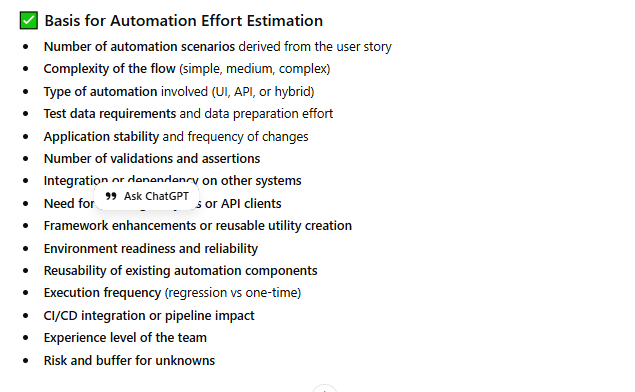 ✅ Basis for Automation Effort Estimation
• Number of automation scenarios derived from the user story
• Complexity of the flow (simple, medium, complex)
• Type of automation involved (UI, API, or hybrid)
• Test data requirements and data preparation effort
• Application stability and frequency of changes
• Number of validations and assertions
• Integration or dependency on other systems
Ask ChatGPT
• Need for or API clients
• Framework enhancements or reusable utility creation
• Environment readiness and reliability
• Reusability of existing automation components
• Execution frequency (regression vs one-time)
• CI/CD integration or pipeline impact
• Experience level of the team
• Risk and buffer for unknowns